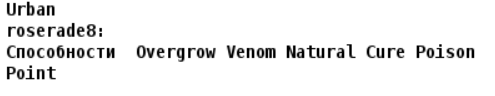 Urban
roserade8:
Способности Overgrow Venom Natural Cure Poison
Point